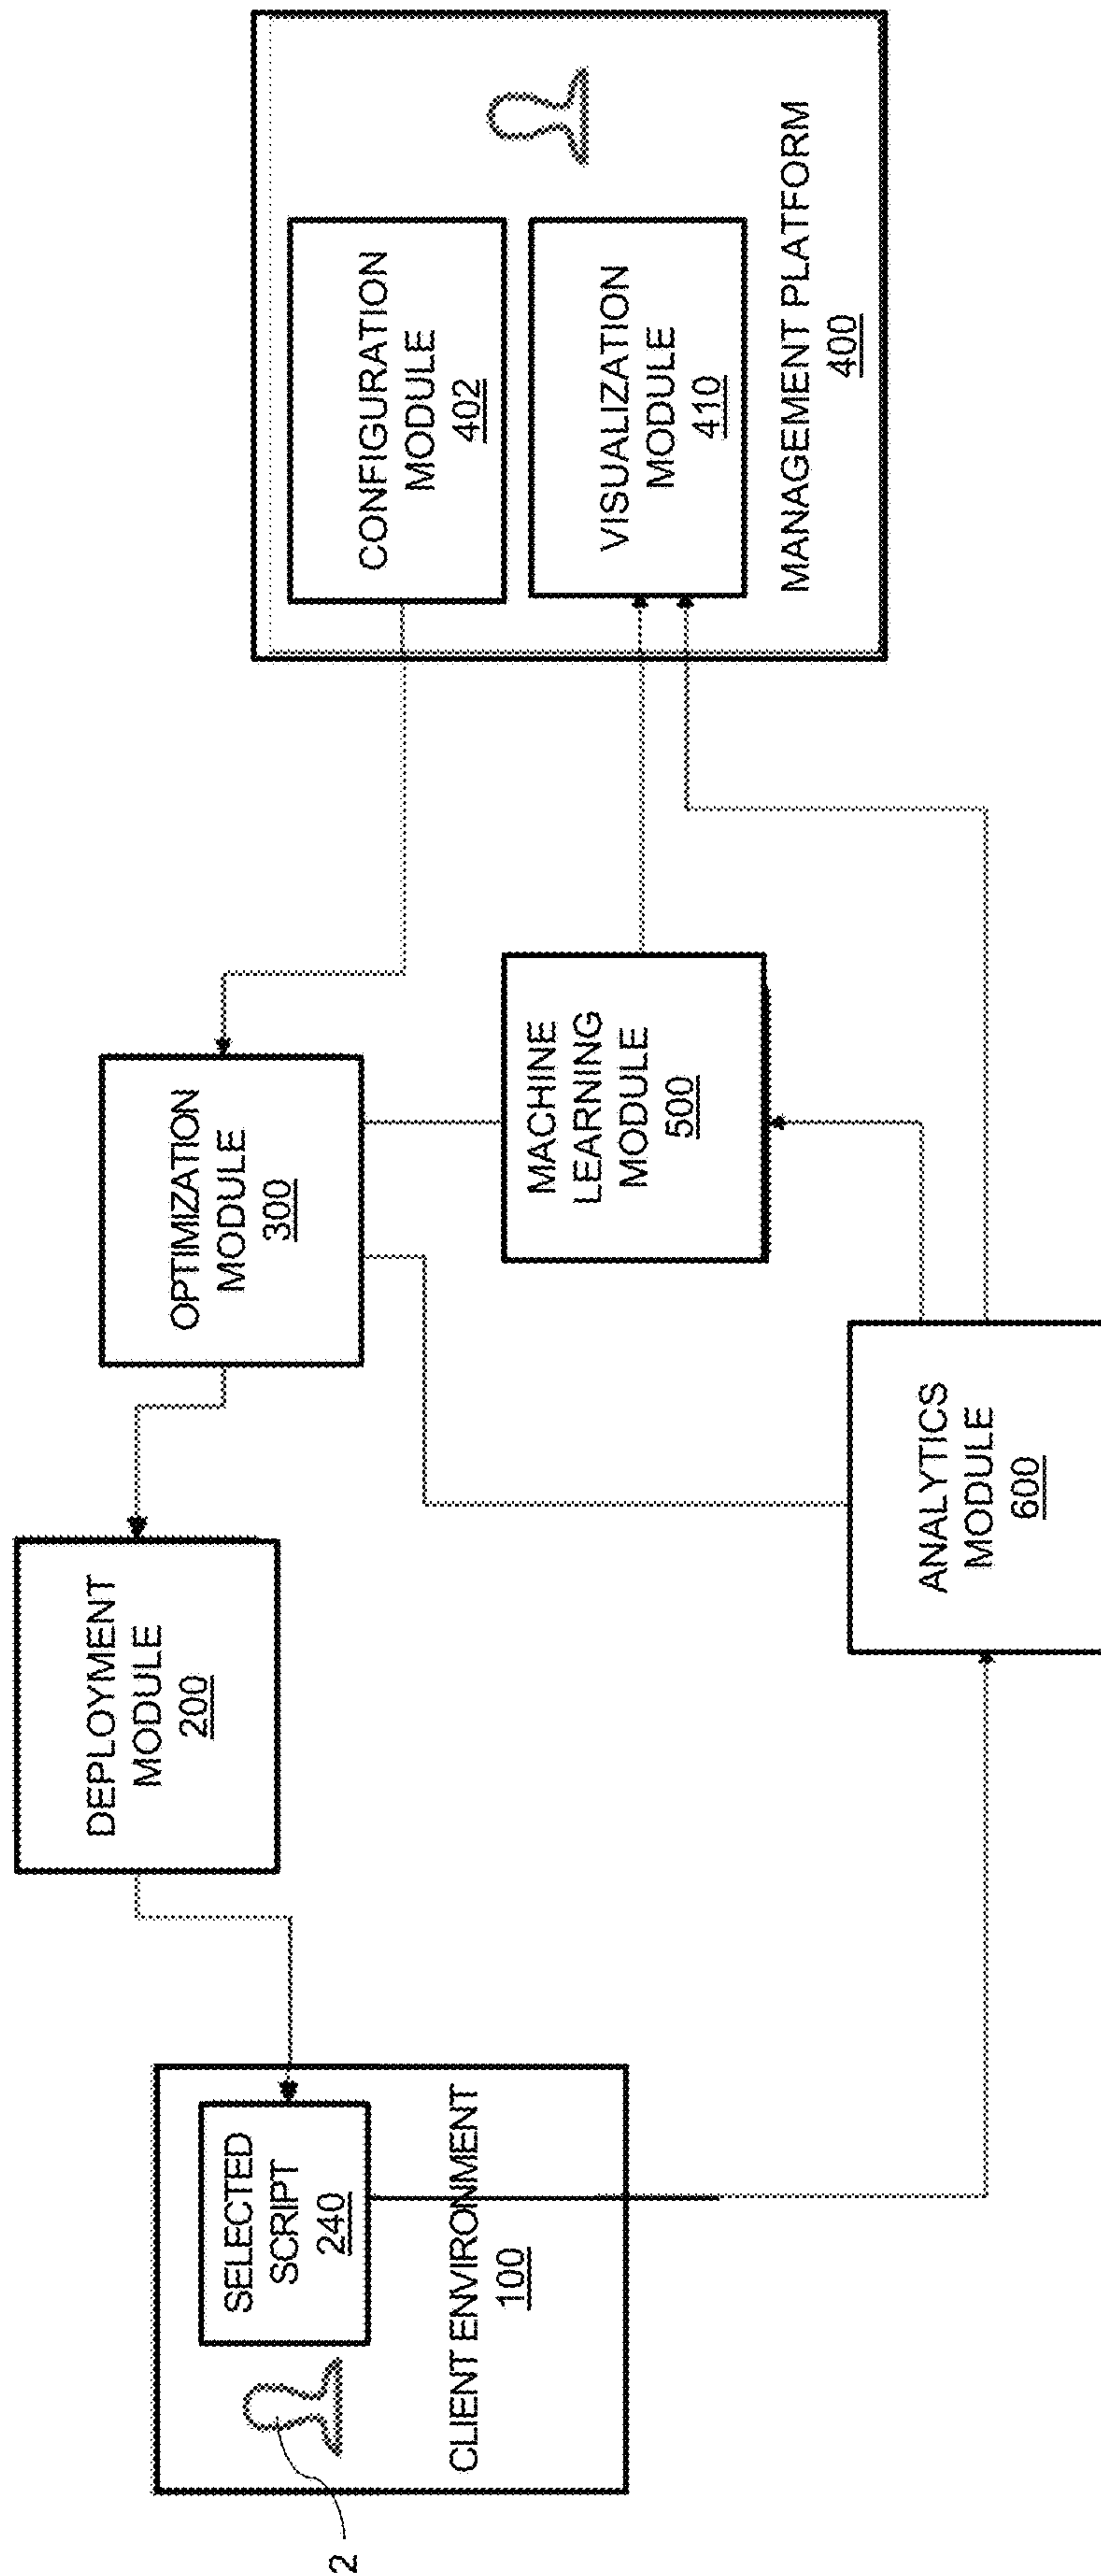 2
SELECTED
SCRIPT
240
CLIENT ENVIRONMENT
100
DEPLOYMENT
MODULE
200
OPTIMIZATION
MODULE
300
MACHINE
LEARNING
MODULE
500
ANALYTICS
MODULE
600
CONFIGURATION
MODULE
402
VISUALIZATION
MODULE
410
MANAGEMENT PLATFORM
400